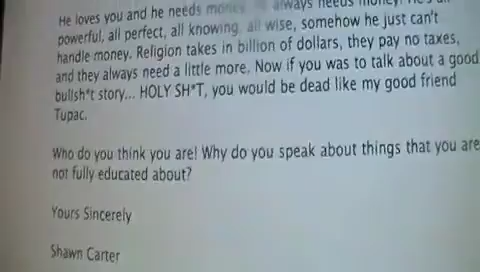 He loves you and he needs money. always needs money! He's all
powerful, all perfect, all knowing, all wise, somehow he just can't
handle money. Religion takes in billion of dollars, they pay no taxes,
and they always need a little more. Now if you was to talk about a good
bullsh*t story... HOLY SH*T, you would be dead like my good friend
Tupac.
Who do you think you are! Why do you speak about things that you are
not fully educated about?
Yours Sincerely
Shawn Carter